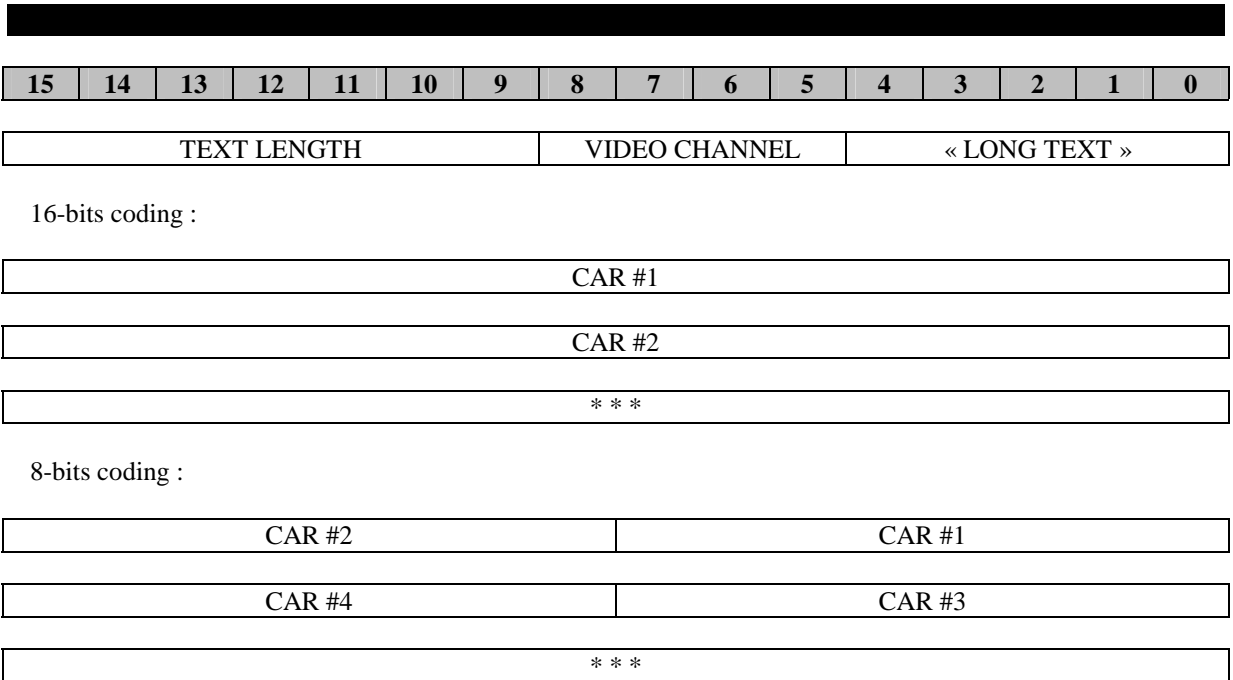 15 14 13 12 11 10 9 8 7 6 5 4 3 2 1 0
TEXT LENGTH VIDEO CHANNEL « LONG TEXT »
16-bits coding :
CAR #1
CAR #2
* * *
8-bits coding :
CAR #2 CAR #1
CAR #4 CAR #3
* * *